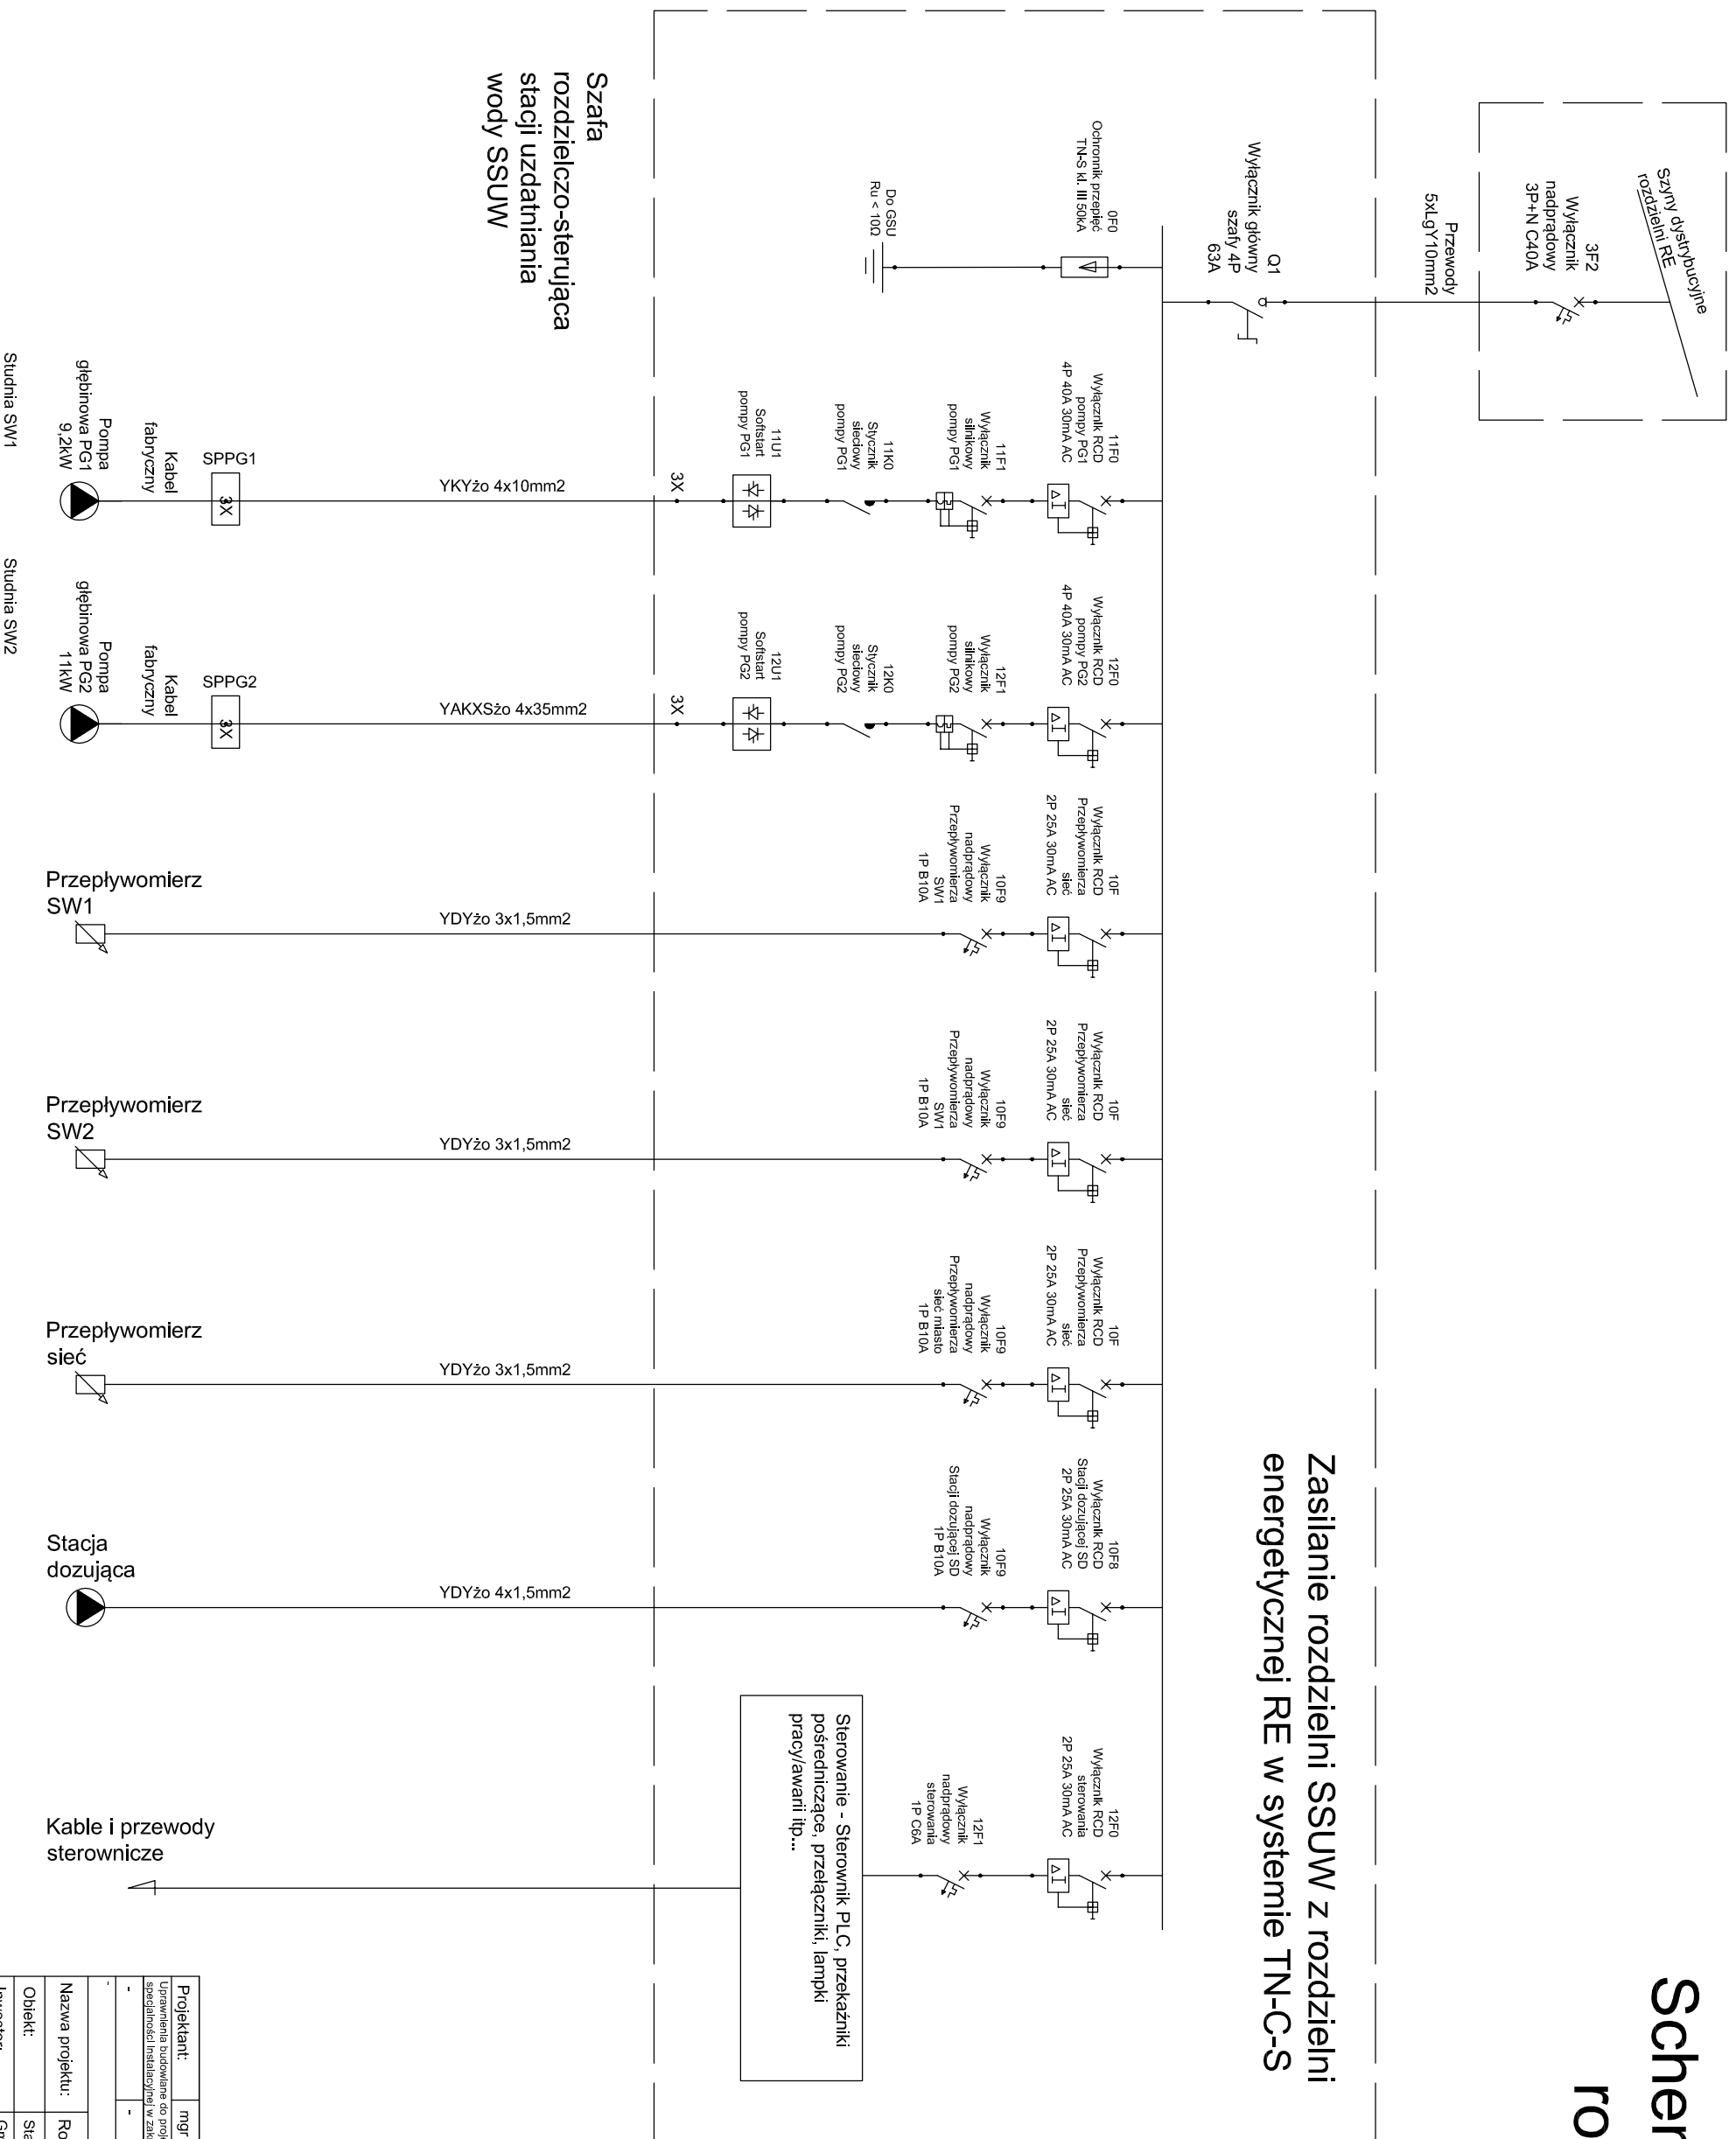 Schem
ro
Zasilanie rozdzielni SSUW z rozdzielni
energetycznej RE w systemie TN-C-S
Szyny dystrybucyjne
rozdzielni RE
3F2
Wyłącznik
nadprądowy
3P+N C40A
Przewody
5xLgY10mm2
Q1
Wyłącznik główny
szafy 4P
63A
0F0
Ochronnik przepięć
TN-S kl. III 50kA
Do GSU
Ru < 10Ω
Szafa
rozdzielczo-sterująca
stacji uzdatniania
wody SSUW
11F0
Wyłącznik RCD
pompy PG1
4P 40A 30mA AC
11F1
Wyłącznik
silnikowy
pompy PG1
11K0
Stycznik
sieciowy
pompy PG1
11U1
Softstart
pompy PG1
3X
YKYżo 4x10mm2
SPPG1
3X
Kabel
fabryczny
Pompa
głębinowa PG1
9,2kW
Studnia SW1
12F0
Wyłącznik RCD
pompy PG2
4P 40A 30mA AC
12F1
Wyłącznik
silnikowy
pompy PG2
12K0
Stycznik
sieciowy
pompy PG2
12U1
Softstart
pompy PG2
3X
YAKXSżo 4x35mm2
SPPG2
3X
Kabel
fabryczny
Pompa
głębinowa PG2
11kW
Studnia SW2
10F
Wyłącznik RCD
Przepływomierza
sieć
2P 25A 30mA AC
10F9
Wyłącznik
nadprądowy
Przepływomierza
SW1
1P B10A
YDYżo 3x1,5mm2
Przepływomierz
SW1
10F
Wyłącznik RCD
Przepływomierza
sieć
2P 25A 30mA AC
10F9
Wyłącznik
nadprądowy
Przepływomierza
SW1
1P B10A
YDYżo 3x1,5mm2
Przepływomierz
SW2
10F
Wyłącznik RCD
Przepływomierza
sieć
2P 25A 30mA AC
10F9
Wyłącznik
nadprądowy
Przepływomierza
sieć miasto
1P B10A
YDYżo 3x1,5mm2
Przepływomierz
sieć
10F8
Wyłącznik RCD
Stacji dozującej SD
2P 25A 30mA AC
10F9
Wyłącznik
nadprądowy
Stacji dozującej SD
1P B10A
YDYżo 4x1,5mm2
Stacja
dozująca
12F0
Wyłącznik RCD
sterowania
2P 25A 30mA AC
12F1
Wyłącznik
nadprądowy
sterowania
1P C6A
Sterowanie - Sterownik PLC, przekaźniki
pośredniczące, przełączniki, lampki
pracy/awarii itp...
Kable i przewody
sterownicze
Projektant: mgr
Uprawnienia budowlane do proje
specjalności instalacyjnej w zak
- -
-
Nazwa projektu: Ro
Obiekt: Sta